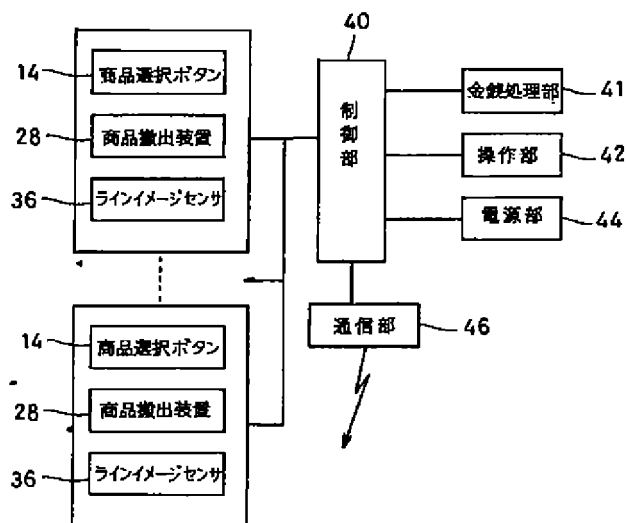 40
14 商品選択ボタン
28 商品搬出装置
36 ラインイメージセンサ
制御部
金銭処理部 41
操作部 42
電源部 44
通信部 46
14 商品選択ボタン
28 商品搬出装置
36 ラインイメージセンサ